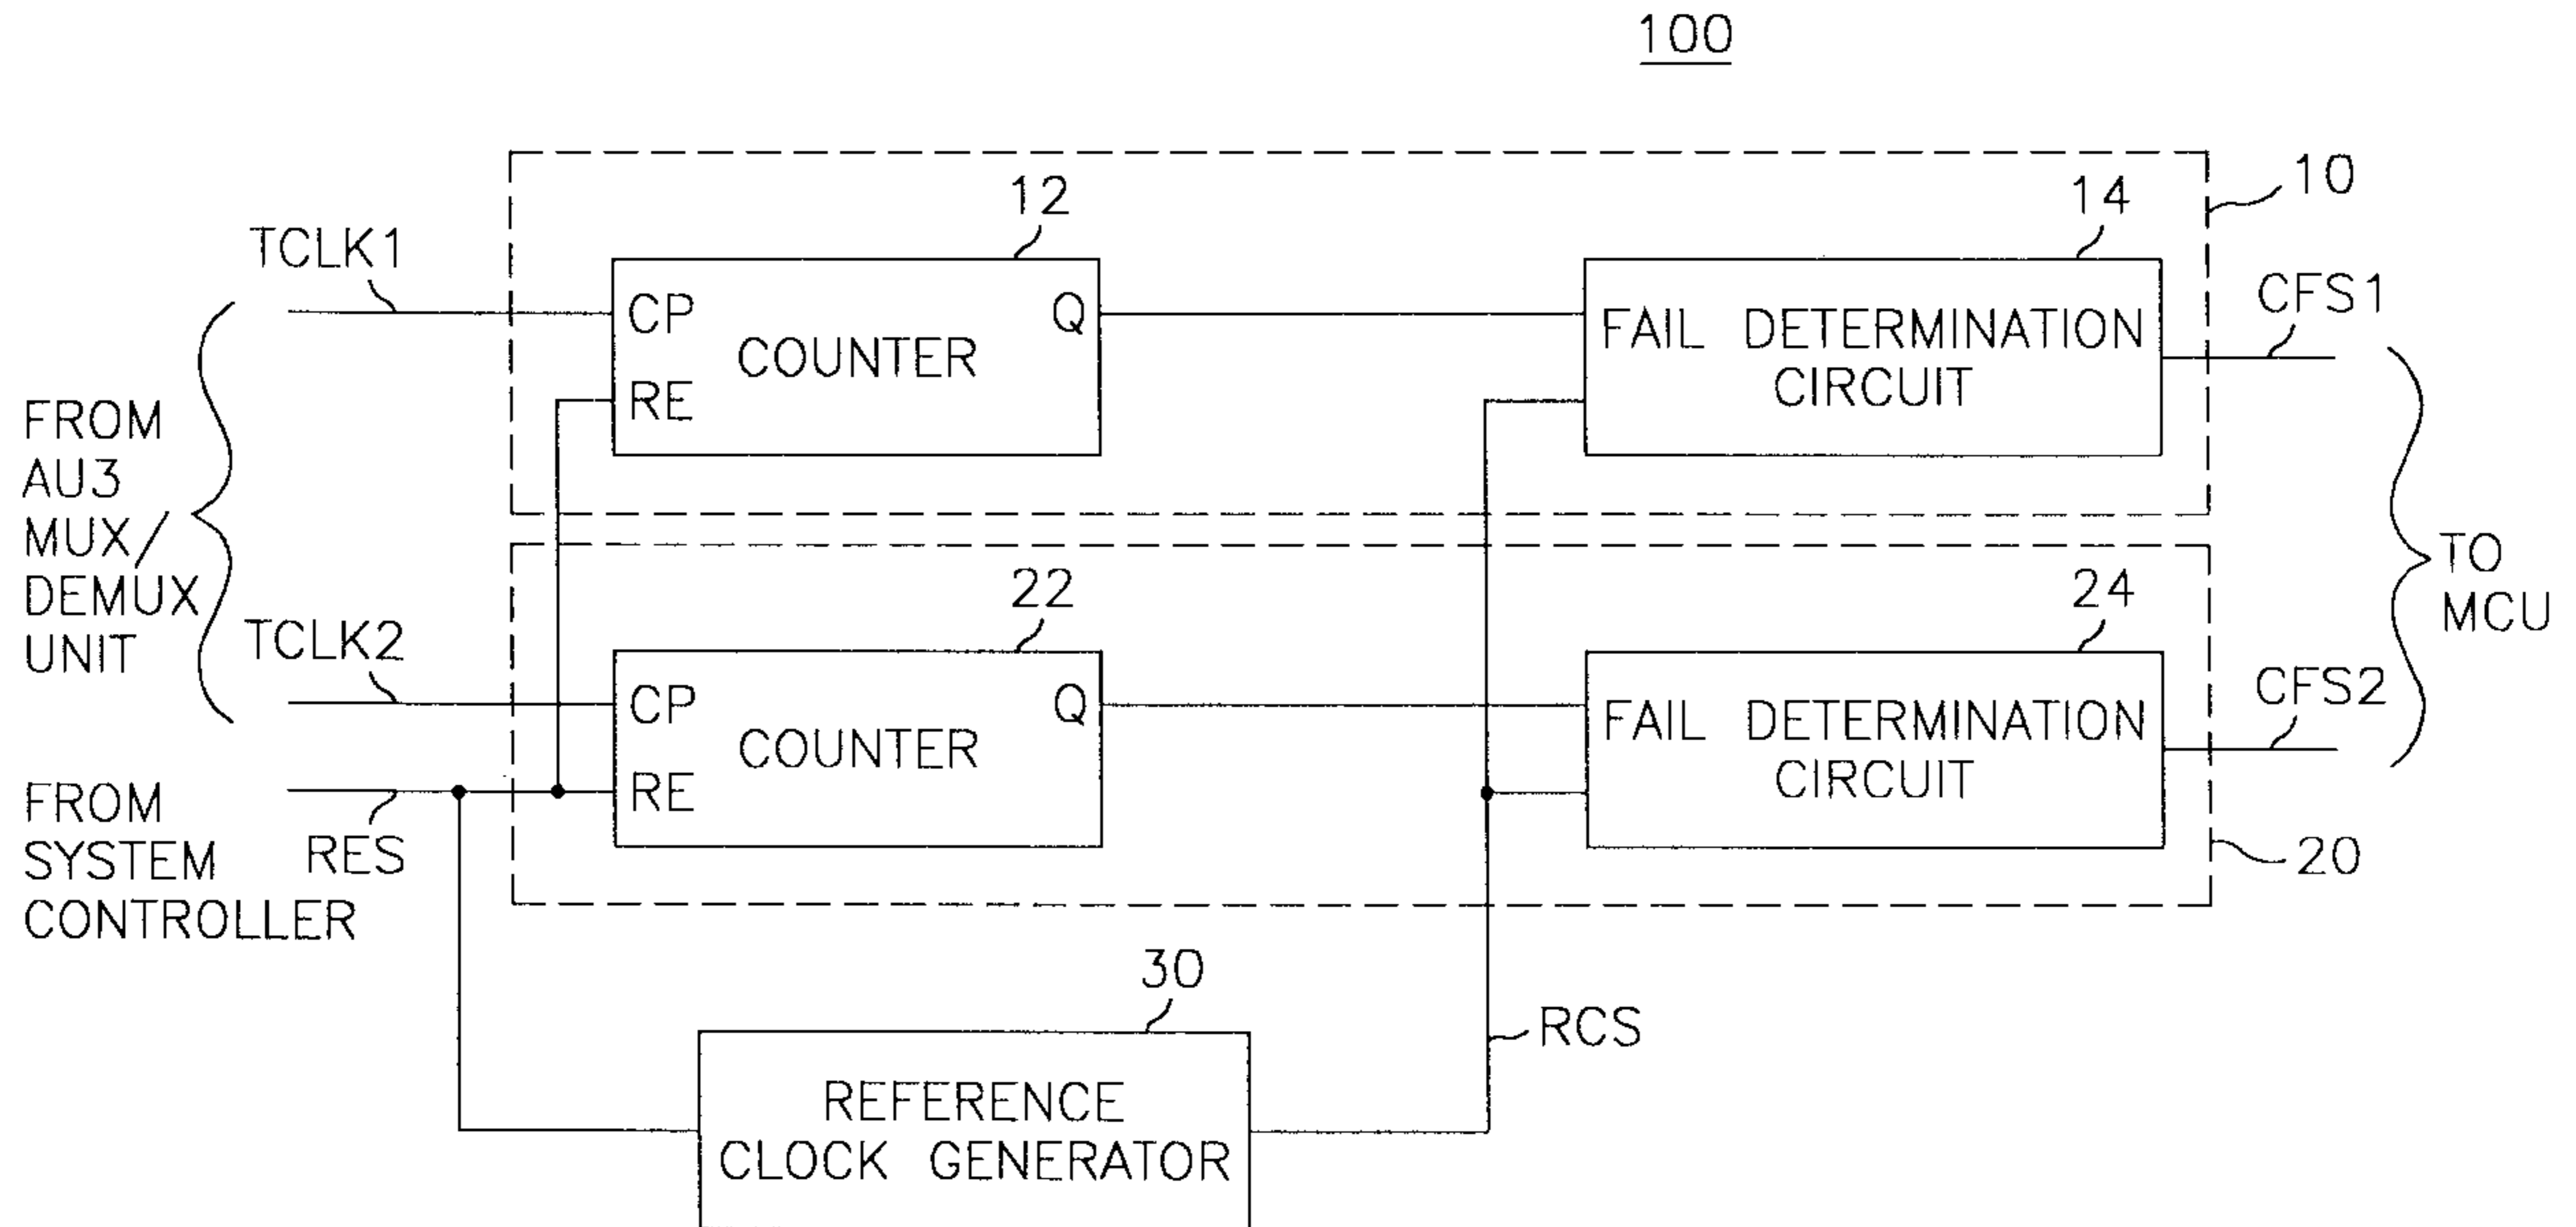 100
10
12
14
TCLK1
CP
Q
COUNTER
RE
FAIL DETERMINATION
CIRCUIT
CFS1
FROM
AU3
MUX/
DEMUX
UNIT
TO
MCU
22
24
TCLK2
CP
Q
COUNTER
RE
FAIL DETERMINATION
CIRCUIT
CFS2
FROM
SYSTEM
CONTROLLER
RES
20
30
RCS
REFERENCE
CLOCK GENERATOR